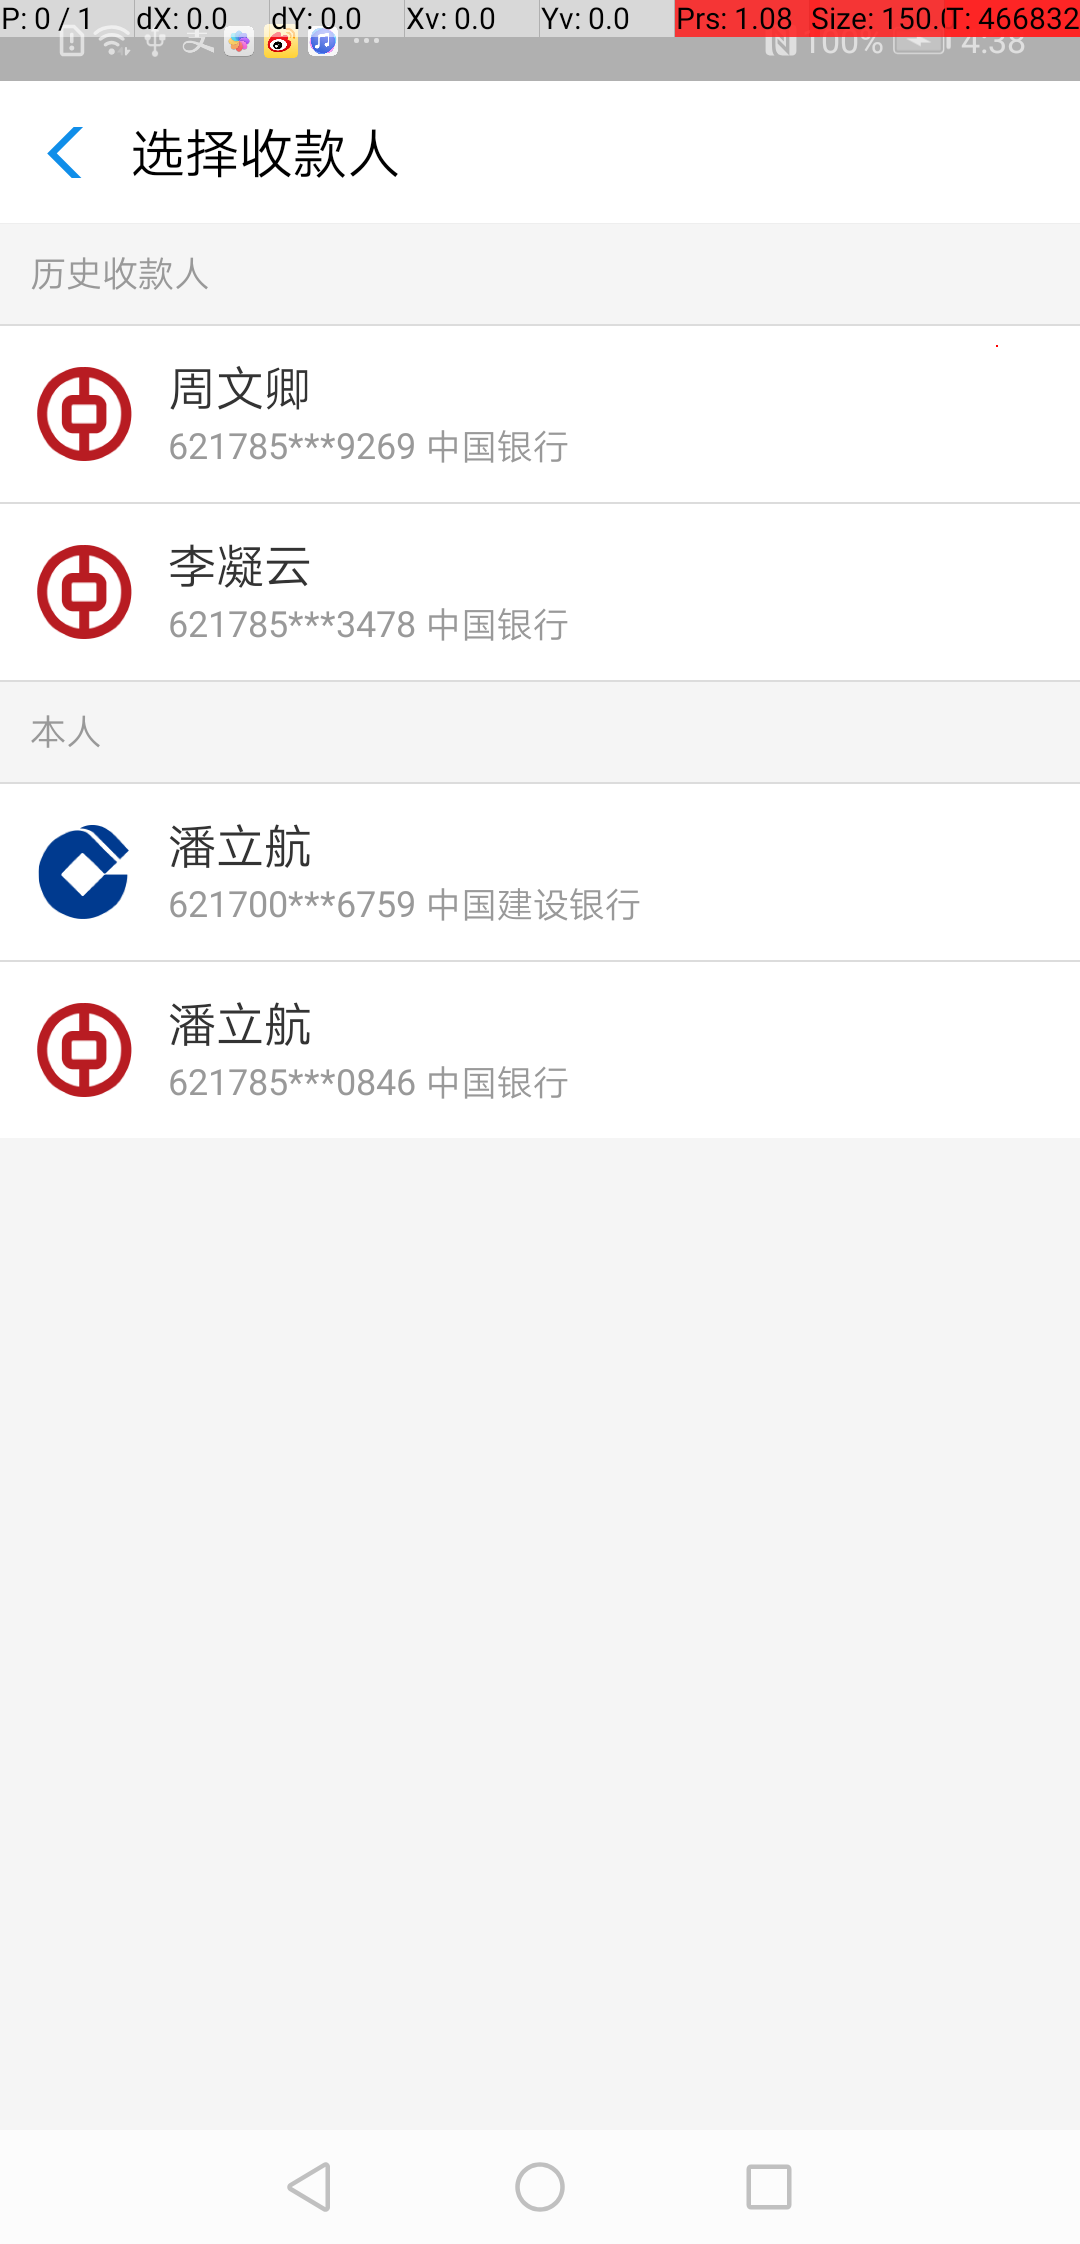 P: 0 / 1 dX: 0.0 dY: 0.0 Xv: 0.0 Yv: 0.0 Prs: 1.08 Size: 150.0 T: 466832
100% 4:38
选择收款人
历史收款人
周文卿
621785***9269 中国银行
李凝云
621785***3478 中国银行
本人
潘立航
621700***6759 中国建设银行
潘立航
621785***0846 中国银行